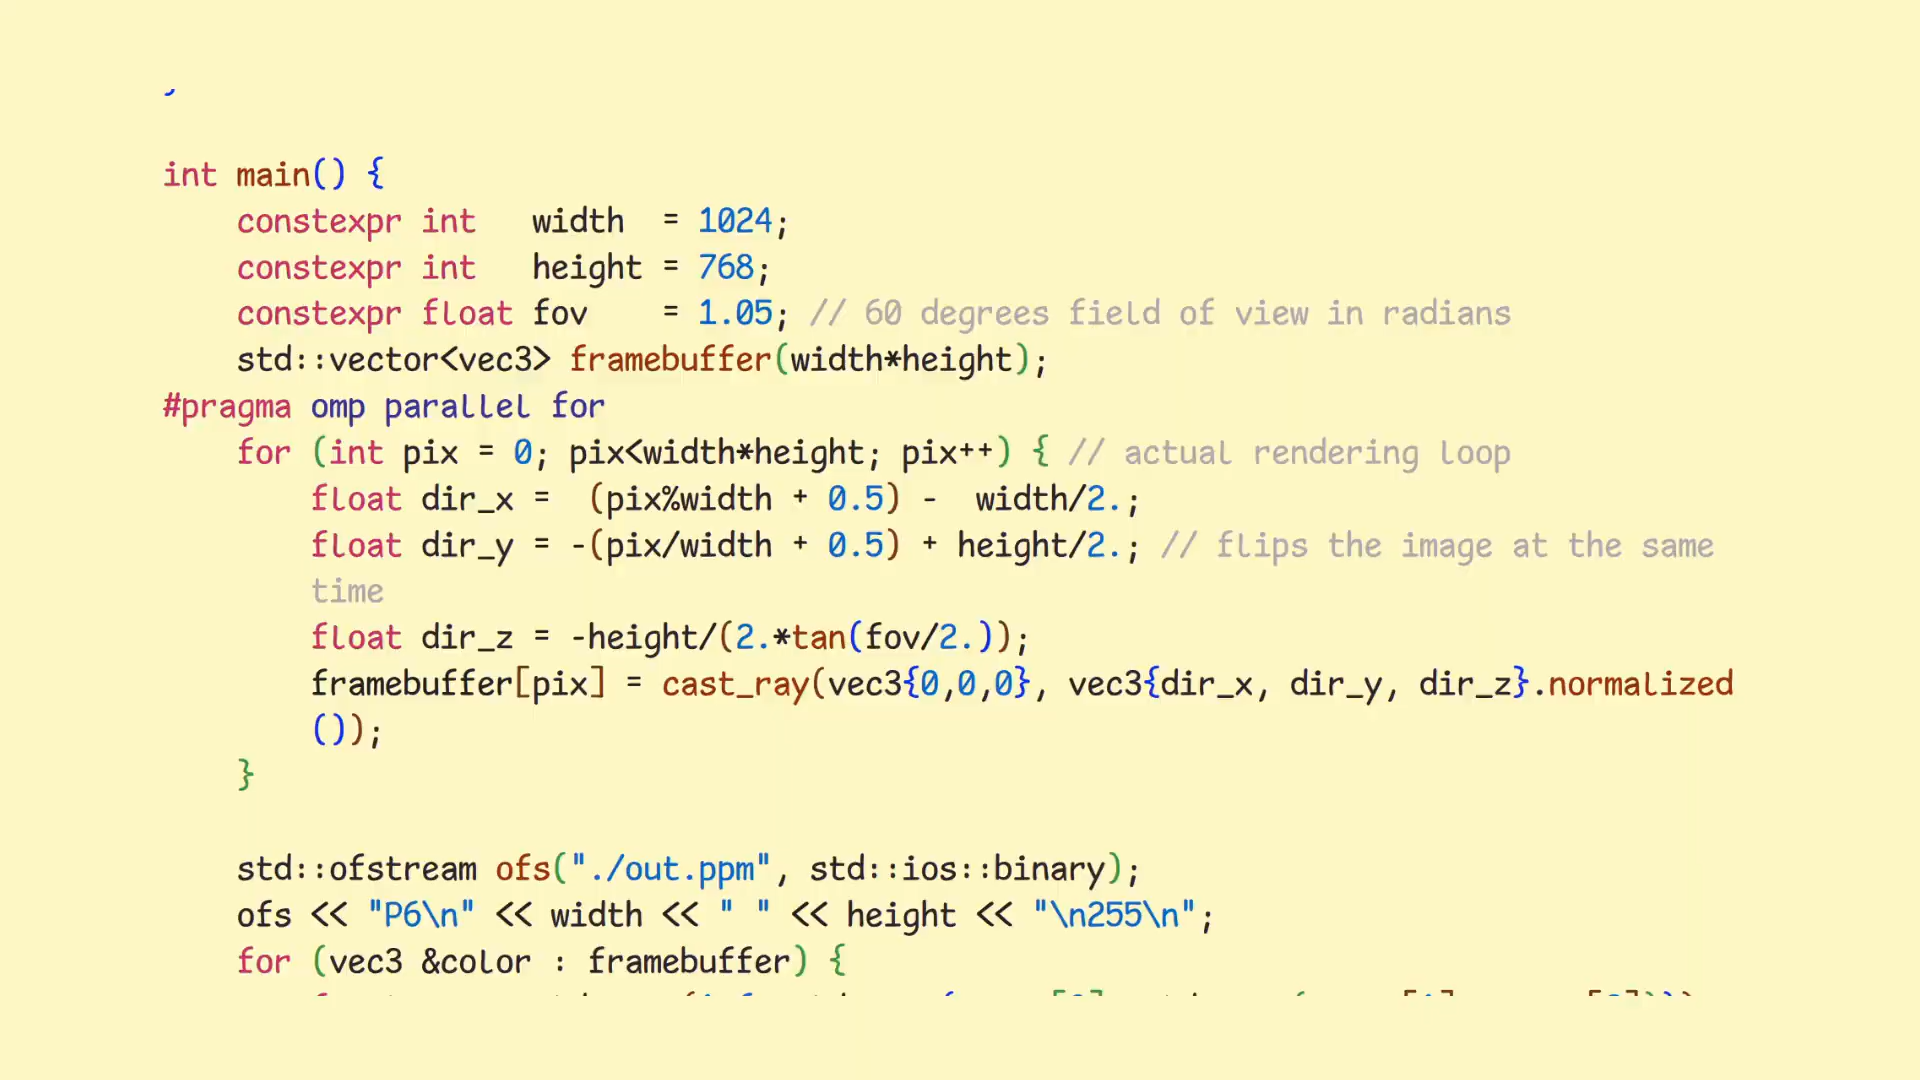 int main() {
    constexpr int   width  = 1024;
    constexpr int   height = 768;
    constexpr float fov    = 1.05; // 60 degrees field of view in radians
    std::vector<vec3> framebuffer(width*height);
#pragma omp parallel for
    for (int pix = 0; pix<width*height; pix++) { // actual rendering loop
        float dir_x =  (pix%width + 0.5) -  width/2.;
        float dir_y = -(pix/width + 0.5) + height/2.; // flips the image at the same
        time
        float dir_z = -height/(2.*tan(fov/2.));
        framebuffer[pix] = cast_ray(vec3{0,0,0}, vec3{dir_x, dir_y, dir_z}.normalized
        ());
    }
    std::ofstream ofs("./out.ppm", std::ios::binary);
    ofs << "P6\n" << width << " " << height << "\n255\n";
    for (vec3 &color : framebuffer) {